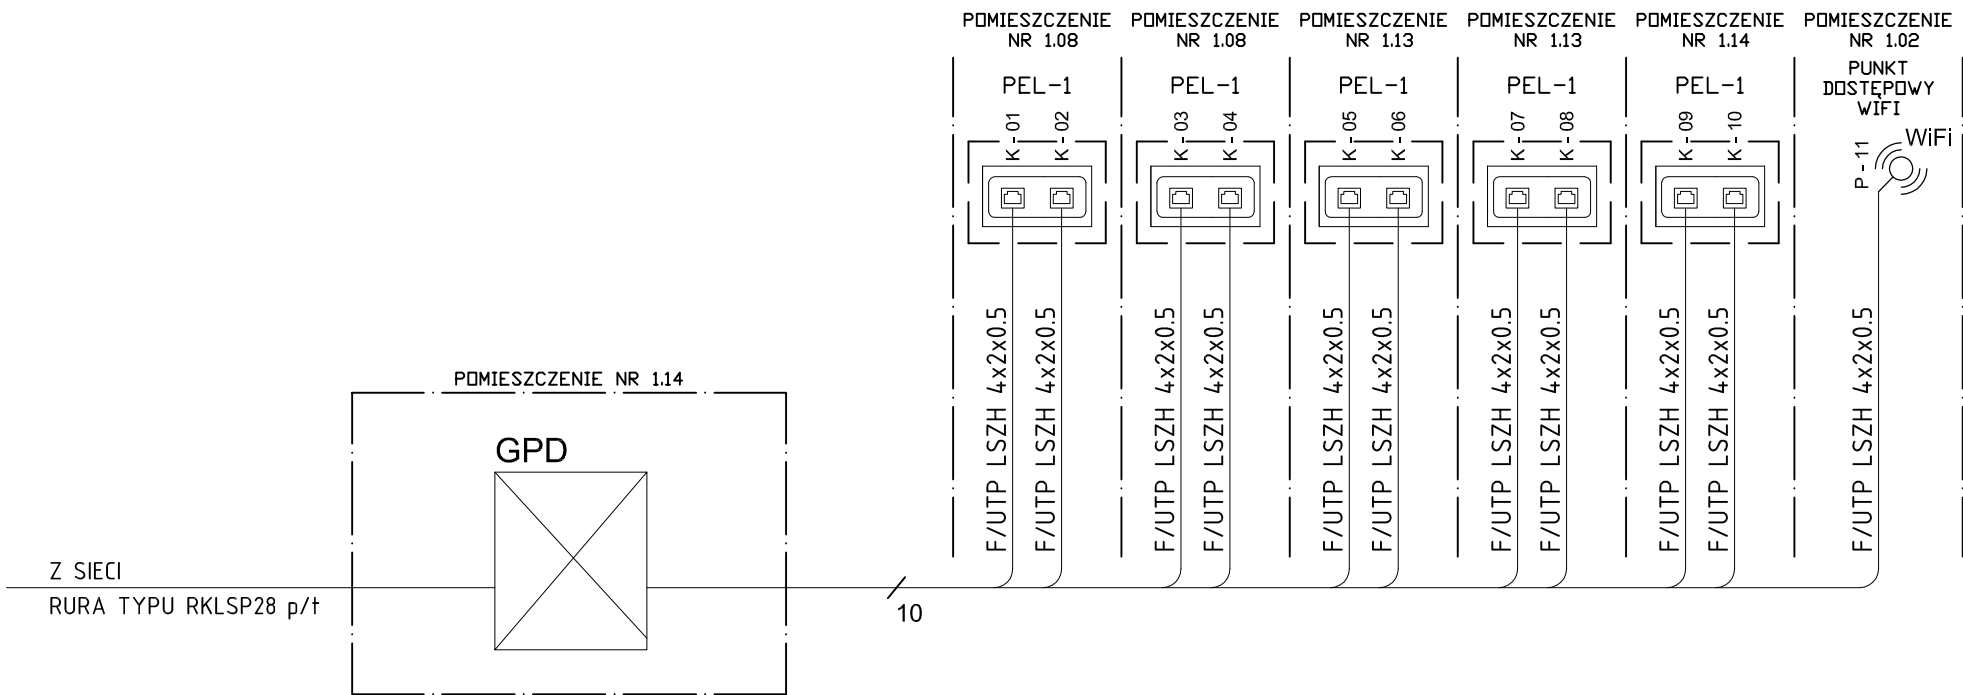 POMIESZCZENIE
NR 1.08
PEL-1
K - 01
K - 02
F/UTP LSZH 4x2x0.5
F/UTP LSZH 4x2x0.5
POMIESZCZENIE
NR 1.08
PEL-1
K - 03
K - 04
F/UTP LSZH 4x2x0.5
F/UTP LSZH 4x2x0.5
POMIESZCZENIE
NR 1.13
PEL-1
K - 05
K - 06
F/UTP LSZH 4x2x0.5
F/UTP LSZH 4x2x0.5
POMIESZCZENIE
NR 1.13
PEL-1
K - 07
K - 08
F/UTP LSZH 4x2x0.5
F/UTP LSZH 4x2x0.5
POMIESZCZENIE
NR 1.14
PEL-1
K - 09
K - 10
F/UTP LSZH 4x2x0.5
F/UTP LSZH 4x2x0.5
POMIESZCZENIE
NR 1.02
PUNKT
DOSTĘPOWY
WIFI
P - 11
WiFi
F/UTP LSZH 4x2x0.5
POMIESZCZENIE NR 1.14
GPD
Z SIECI
RURA TYPU RKLSP28 p/t
10